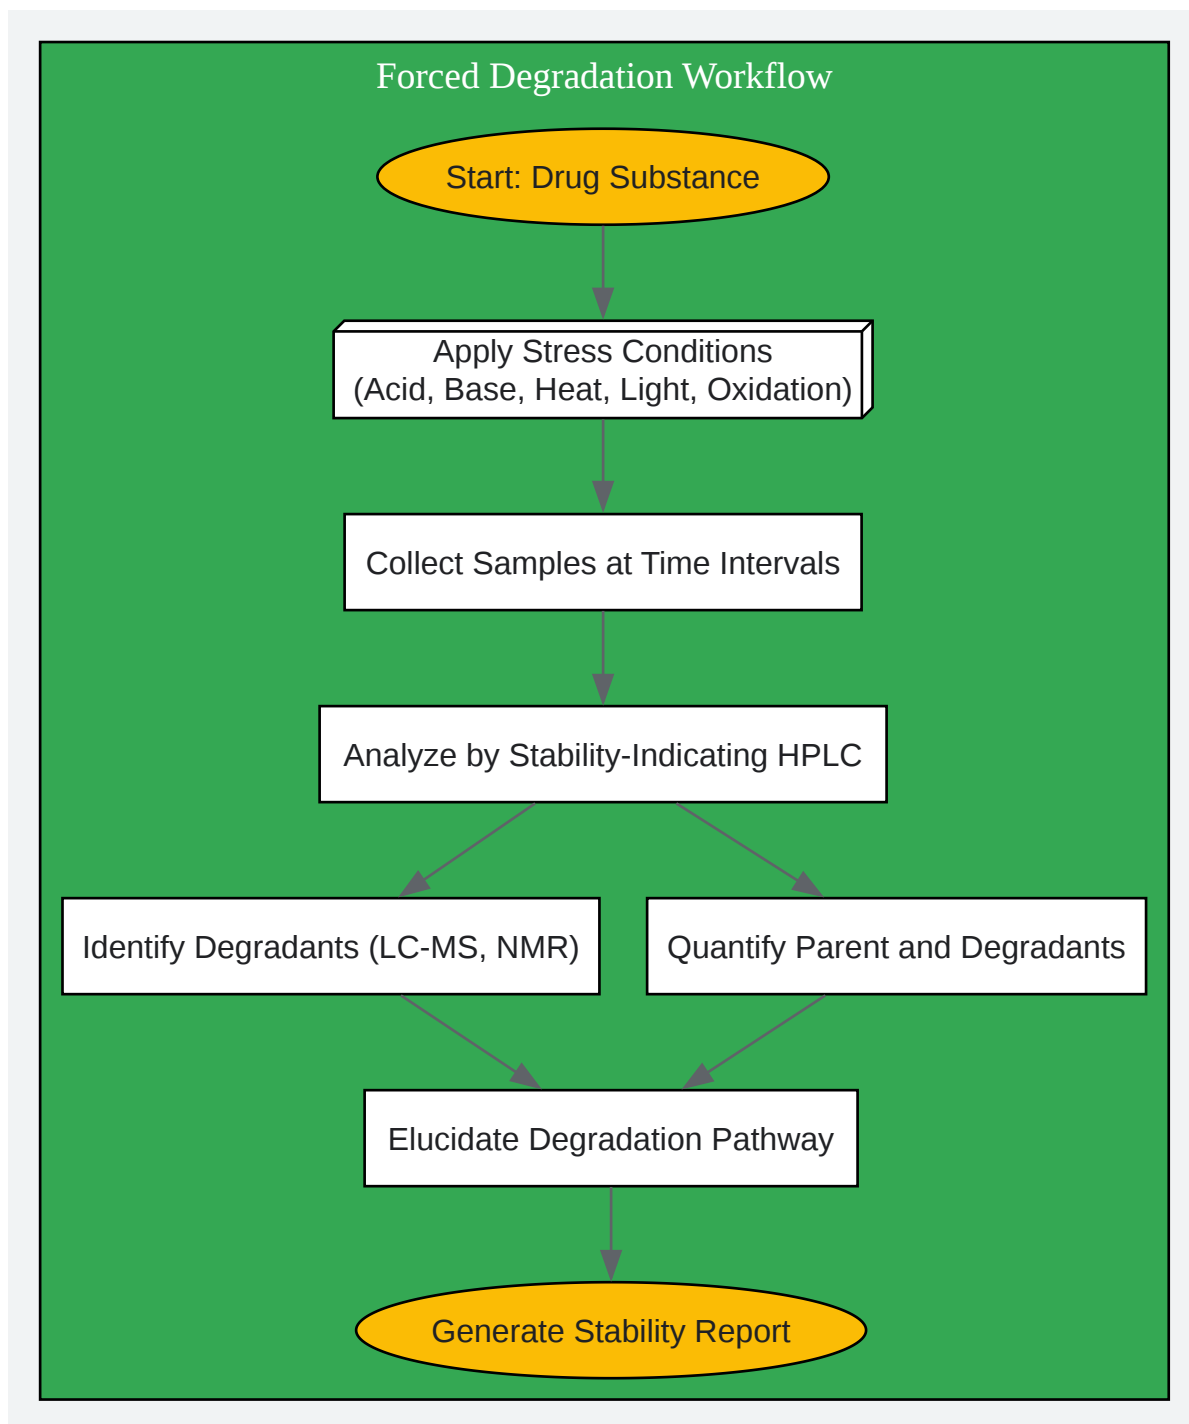 Forced Degradation Workflow
Start: Drug Substance
Apply Stress Conditions
(Acid, Base, Heat, Light, Oxidation)
Collect Samples at Time Intervals
Analyze by Stability-Indicating HPLC
Identify Degradants (LC-MS, NMR)
Quantify Parent and Degradants
Elucidate Degradation Pathway
Generate Stability Report